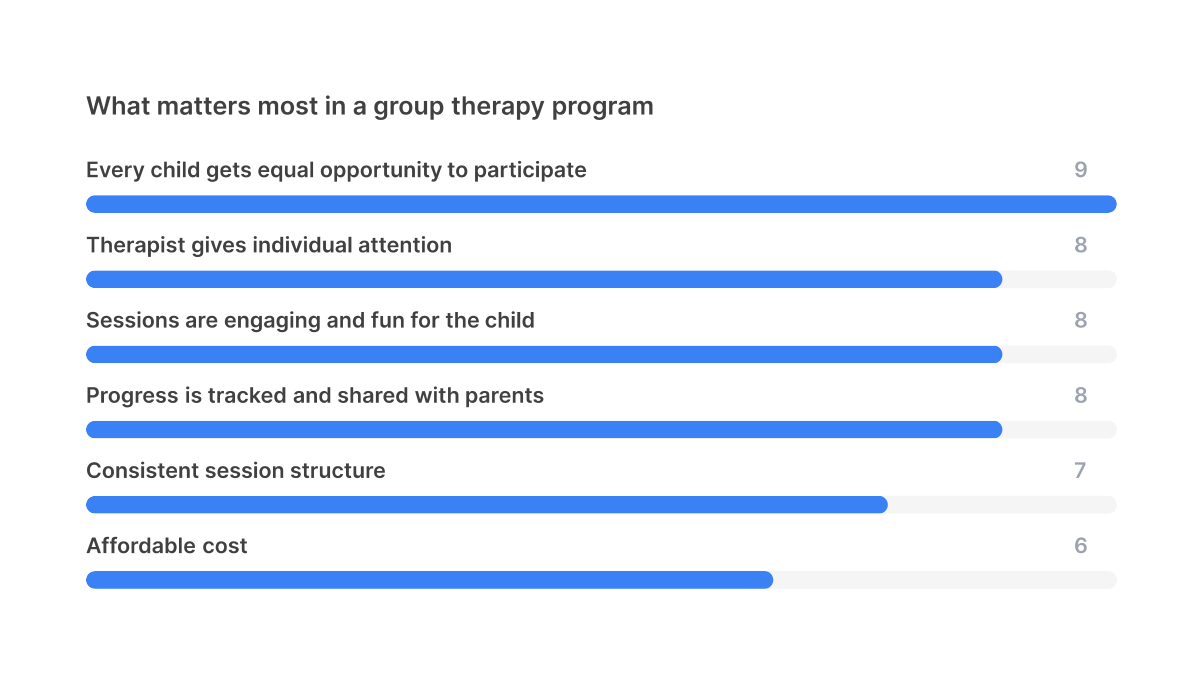 What matters most in a group therapy program
Every child gets equal opportunity to participate 9
Therapist gives individual attention 8
Sessions are engaging and fun for the child 8
Progress is tracked and shared with parents 8
Consistent session structure 7
Affordable cost 6